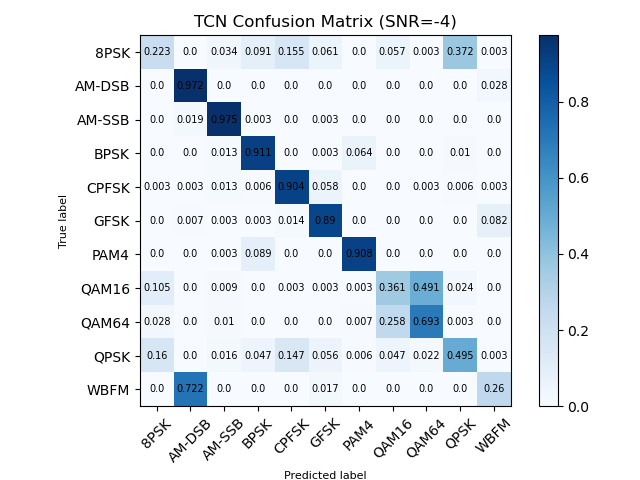 TCN Confusion Matrix (SNR=-4)
8PSK 0.223 0.0 0.034 0.091 0.155 0.061 0.0 0.057 0.003 0.372 0.003
AM-DSB 0.0 0.972 0.0 0.0 0.0 0.0 0.0 0.0 0.0 0.0 0.028
AM-SSB 0.0 0.019 0.975 0.003 0.0 0.003 0.0 0.0 0.0 0.0 0.0
BPSK 0.0 0.0 0.013 0.911 0.0 0.003 0.064 0.0 0.0 0.01 0.0
CPFSK 0.003 0.003 0.013 0.006 0.904 0.058 0.0 0.0 0.003 0.006 0.003
GFSK 0.0 0.007 0.003 0.003 0.014 0.89 0.0 0.0 0.0 0.0 0.082
PAM4 0.0 0.0 0.003 0.089 0.0 0.0 0.908 0.0 0.0 0.0 0.0
QAM16 0.105 0.0 0.009 0.0 0.003 0.003 0.003 0.361 0.491 0.024 0.0
QAM64 0.028 0.0 0.01 0.0 0.0 0.0 0.007 0.258 0.693 0.003 0.0
QPSK 0.16 0.0 0.016 0.047 0.147 0.056 0.006 0.047 0.022 0.495 0.003
WBFM 0.0 0.722 0.0 0.0 0.0 0.017 0.0 0.0 0.0 0.0 0.26
8PSK AM-DSB AM-SSB BPSK CPFSK GFSK PAM4 QAM16 QAM64 QPSK WBFM
Predicted label
True label
0.8
0.6
0.4
0.2
0.0